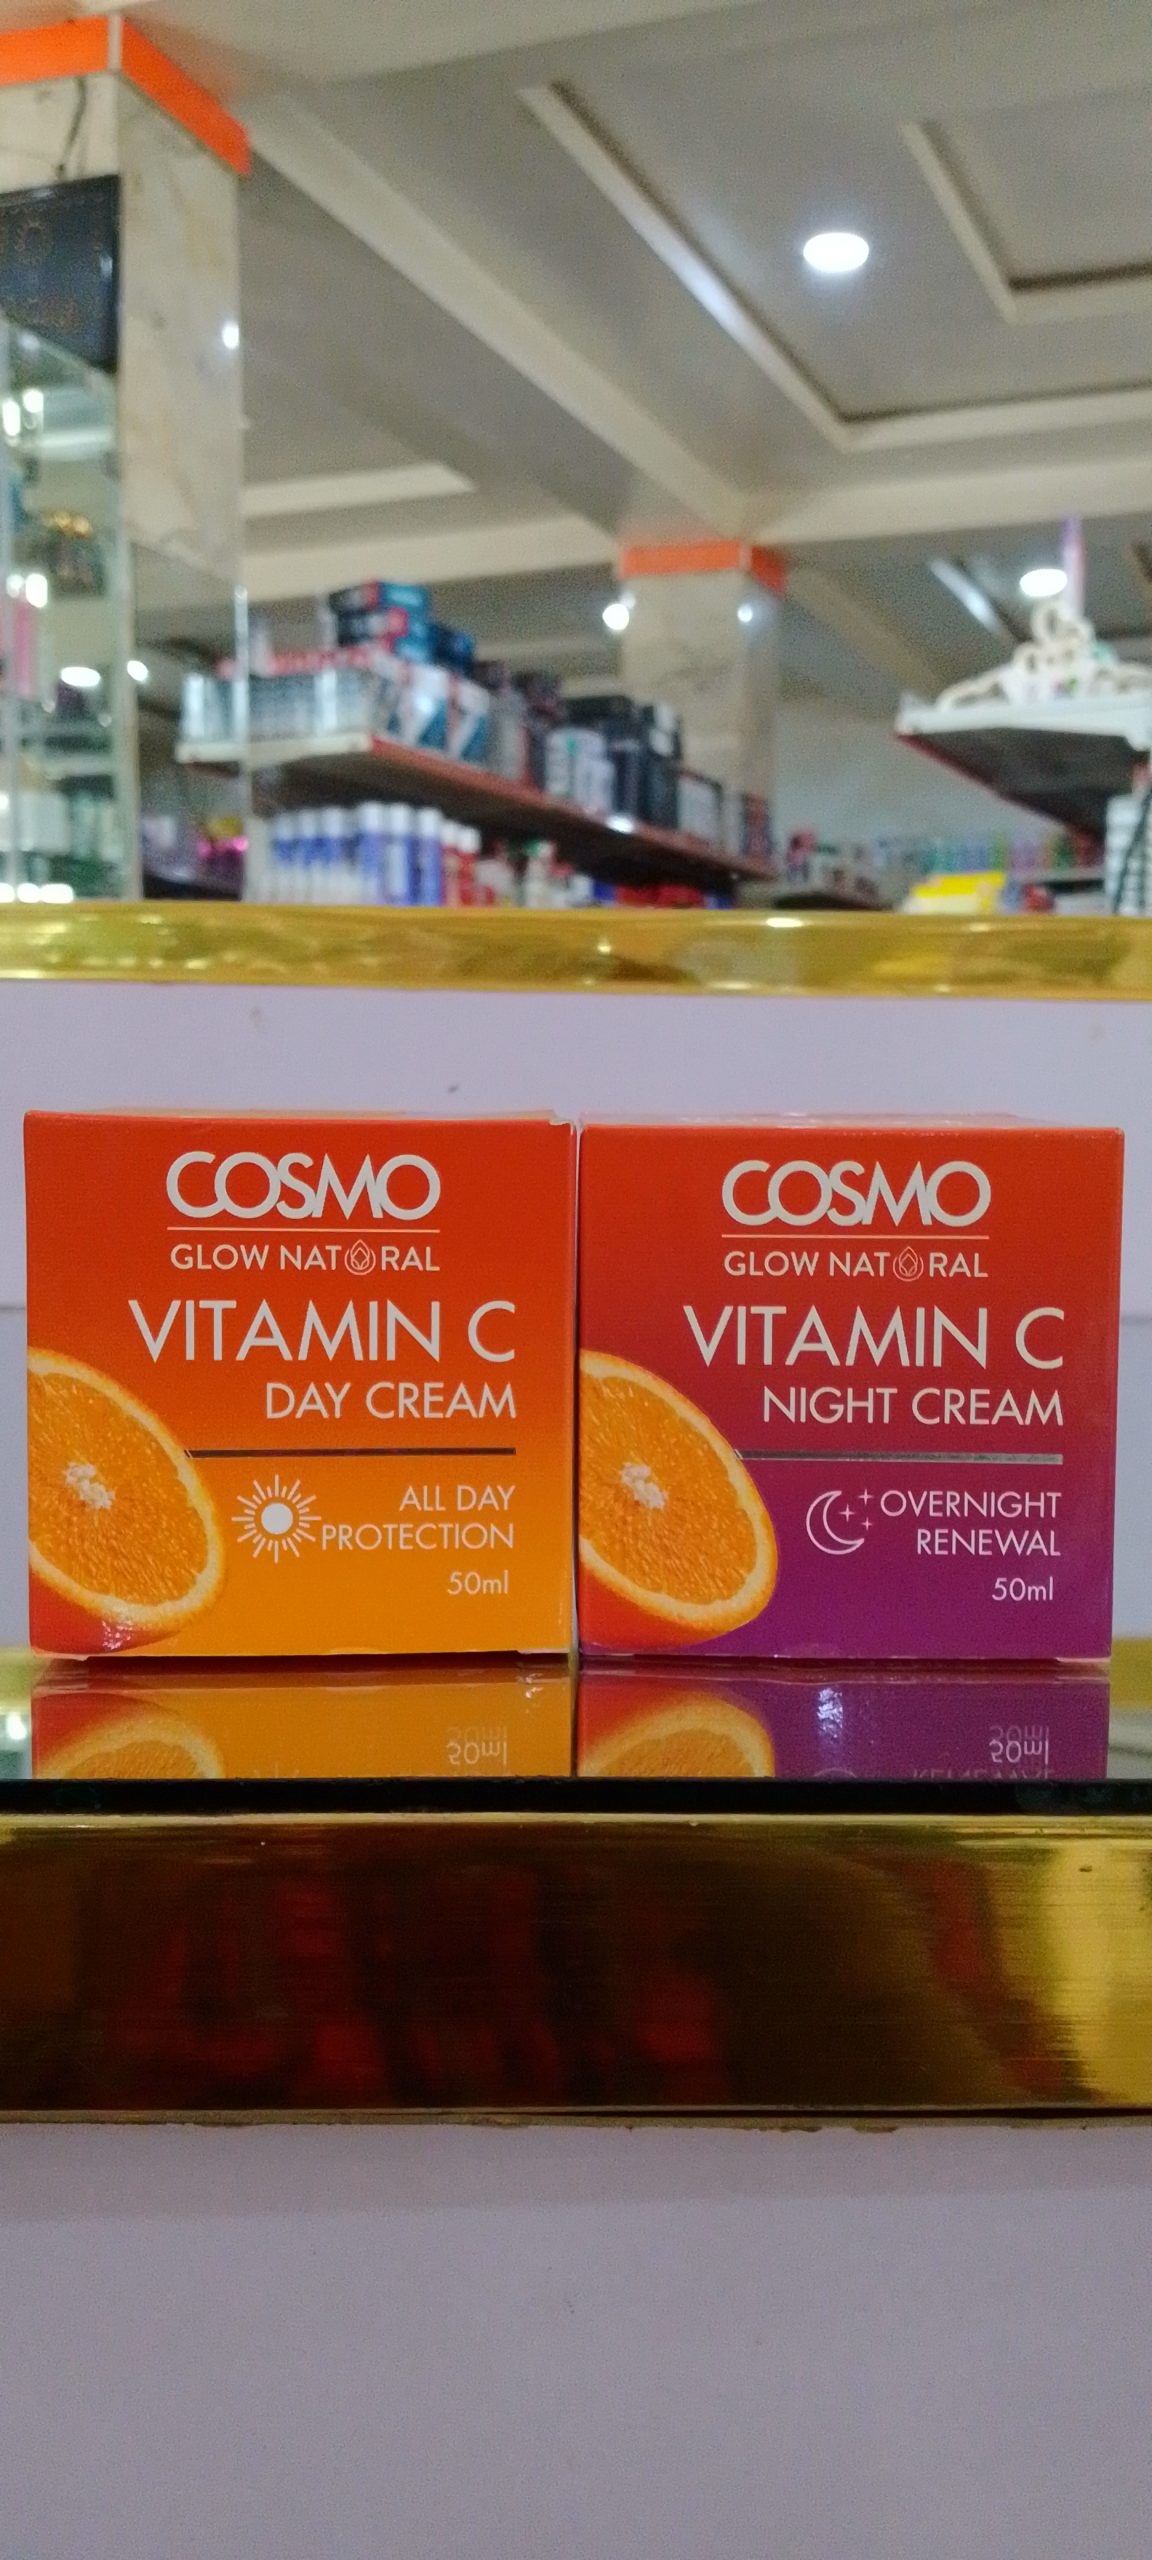 COSMO
GLOW NATURAL
VITAMIN C
DAY CREAM
ALL DAY
PROTECTION
50ml
COSMO
GLOW NATURAL
VITAMIN C
NIGHT CREAM
OVERNIGHT
RENEWAL
50ml